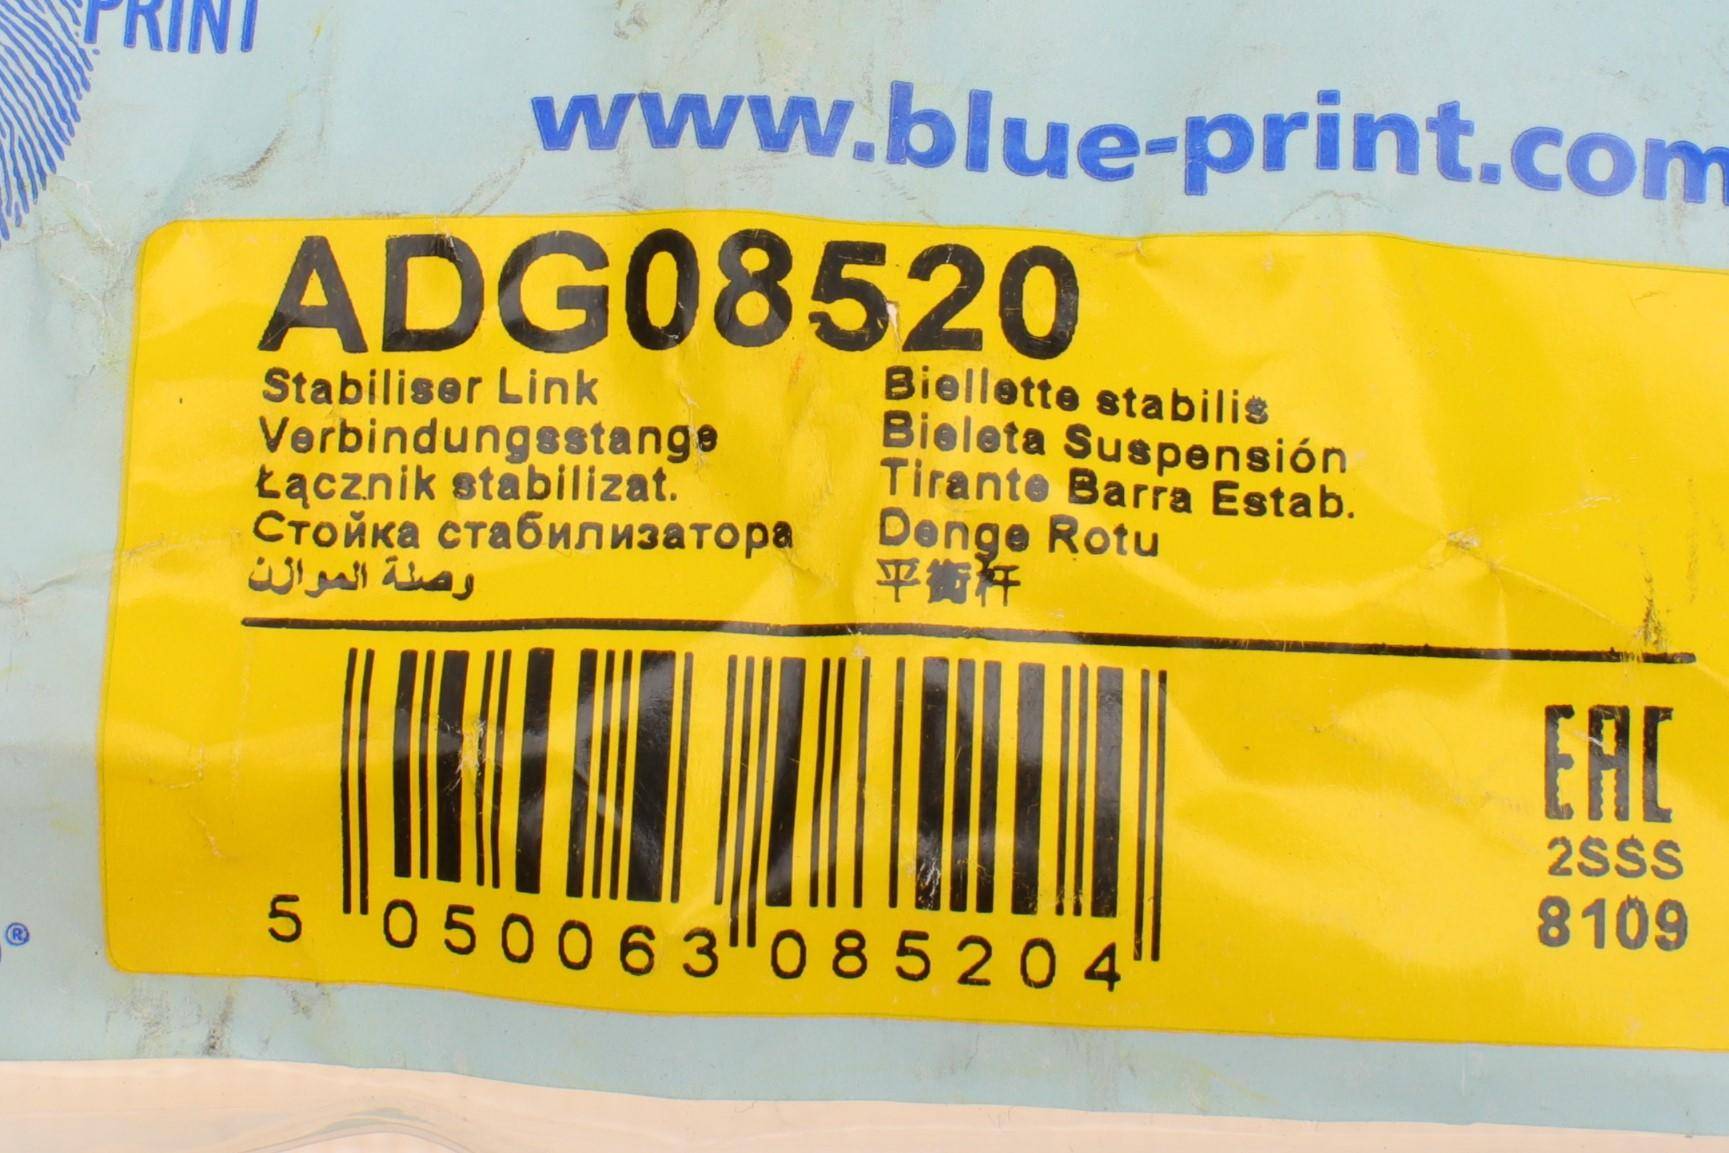 PRINT
www.blue-print.com
ADG08520
Stabiliser Link
Verbindungsstange
Łącznik stabilizat.
Стойка стабилизатора
وصلة الموازن
Biellette stabilis
Bieleta Suspensión
Tirante Barra Estab.
Denge Rotu
平衡杆
5 050063 085204
EAC
2SSS
8109
®